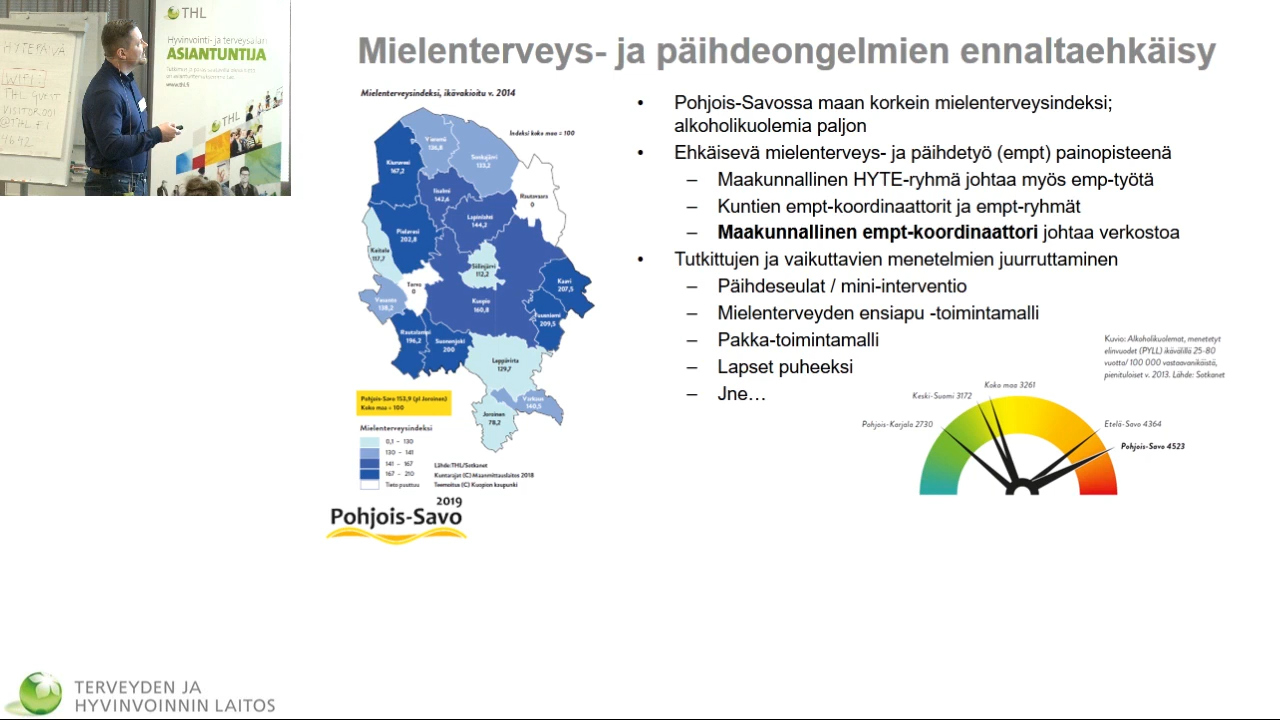 THL
Hyvinvointi- ja terveysalan
ASIANTUNTIJA
www.thl.fi
THL
Mielenterveys- ja päihdeongelmien ennaltaehkäisy
Mielenterveysindeksi, ikävakioitu v. 2014
Indeksi koko maa = 100
Vieremä
136,8
Sonkajärvi
133,2
Kiuruvesi
167,2
Iisalmi
142,6
Rautavaara
0
Lapinlahti
144,2
Pielavesi
202,8
Keitele
117,7
Siilinjärvi
112,2
Tervo
0
Kaavi
207,5
Vesanto
138,2
Kuopio
160,8
Tuusniemi
209,5
Rautalampi
196,2
Suonenjoki
200
Leppävirta
129,7
Varkaus
140,5
Joroinen
78,2
Pohjois-Savo 153,9 (pl Joroinen)
Koko maa = 100
Mielenterveysindeksi
0,1 - 130
130 - 141
141 - 167
167 - 210
Tieto puuttuu
Lähde:THL/Sotkanet
Kuntarajat (C) Maanmittauslaitos 2018
Teemoitus (C) Kuopion kaupunki
2019
Pohjois-Savo
• Pohjois-Savossa maan korkein mielenterveysindeksi;
alkoholikuolemia paljon
• Ehkäisevä mielenterveys- ja päihdetyö (empt) painopisteenä
– Maakunnallinen HYTE-ryhmä johtaa myös emp-työtä
– Kuntien empt-koordinaattorit ja empt-ryhmät
– Maakunnallinen empt-koordinaattori johtaa verkostoa
• Tutkittujen ja vaikuttavien menetelmien juurruttaminen
– Päihdeseulat / mini-interventio
– Mielenterveyden ensiapu -toimintamalli
– Pakka-toimintamalli
– Lapset puheeksi
– Jne…
Kuvio: Alkoholikuolemat, menetetyt
elinvuodet (PYLL) ikävälillä 25-80
vuotta/ 100 000 vastaavanikäistä,
pienituloiset v. 2013. Lähde: Sotkanet
Koko maa 3261
Keski-Suomi 3172
Pohjois-Karjala 2730
Etelä-Savo 4364
Pohjois-Savo 4523
TERVEYDEN JA
HYVINVOINNIN LAITOS